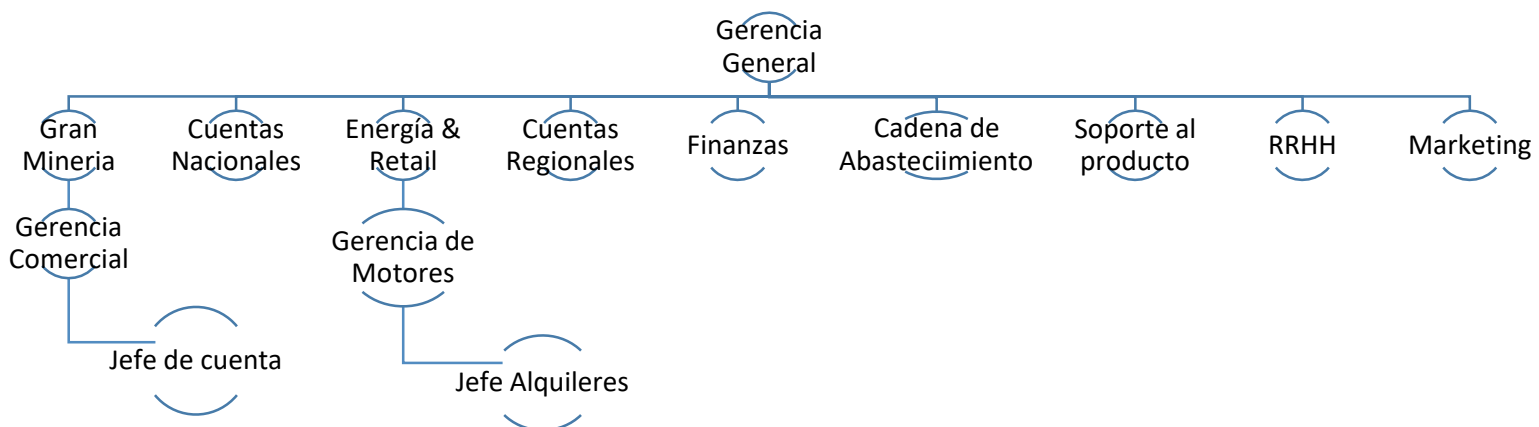 Gerencia
General
Gran
Mineria
Cuentas
Nacionales
Energía &
Retail
Cuentas
Regionales
Finanzas
Cadena de
Abasteciimiento
Soporte al
producto
RRHH
Marketing
Gerencia
Comercial
Gerencia de
Motores
Jefe de cuenta
Jefe Alquileres